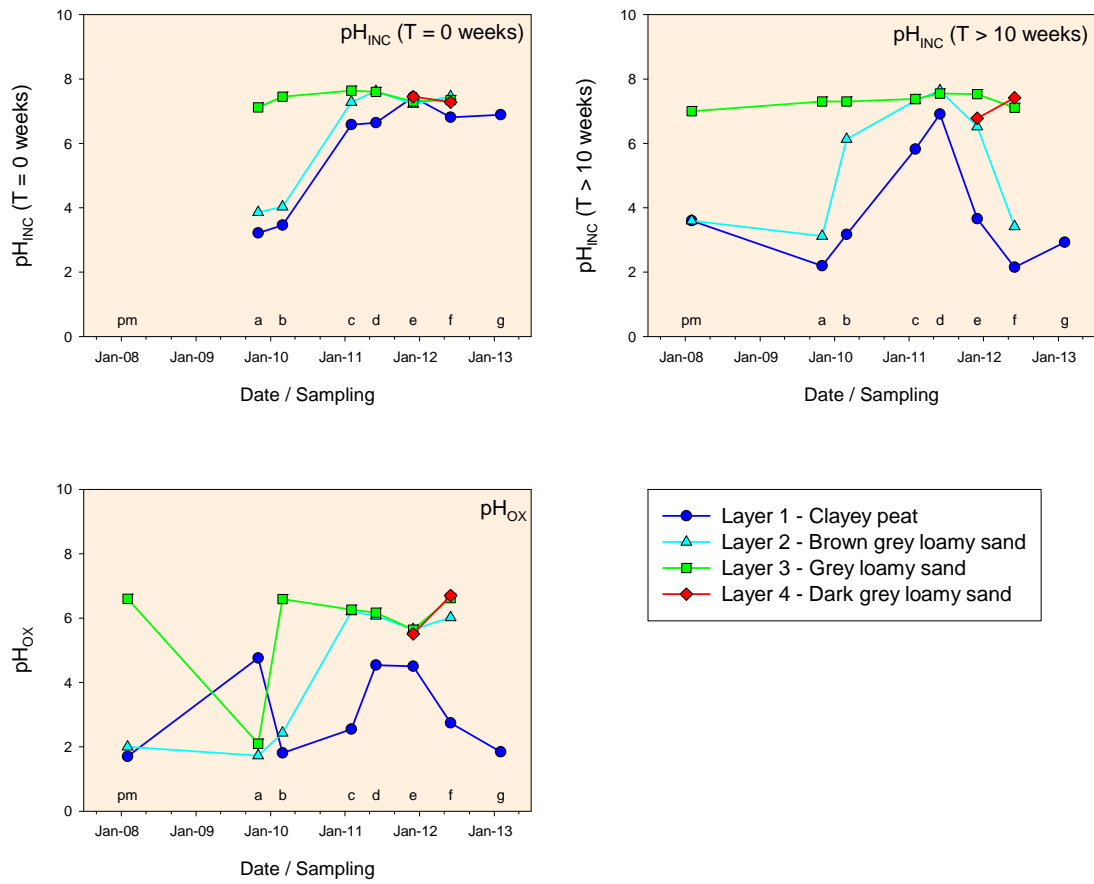 pH_INC (T = 0 weeks)
pH_INC (T = 0 weeks)
10
8
6
4
2
0
pm a b c d e f g
Jan-08 Jan-09 Jan-10 Jan-11 Jan-12 Jan-13
Date / Sampling
pH_INC (T > 10 weeks)
pH_INC (T > 10 weeks)
10
8
6
4
2
0
pm a b c d e f g
Jan-08 Jan-09 Jan-10 Jan-11 Jan-12 Jan-13
Date / Sampling
pH_OX
pH_OX
10
8
6
4
2
0
pm a b c d e f g
Jan-08 Jan-09 Jan-10 Jan-11 Jan-12 Jan-13
Date / Sampling
Layer 1 - Clayey peat
Layer 2 - Brown grey loamy sand
Layer 3 - Grey loamy sand
Layer 4 - Dark grey loamy sand